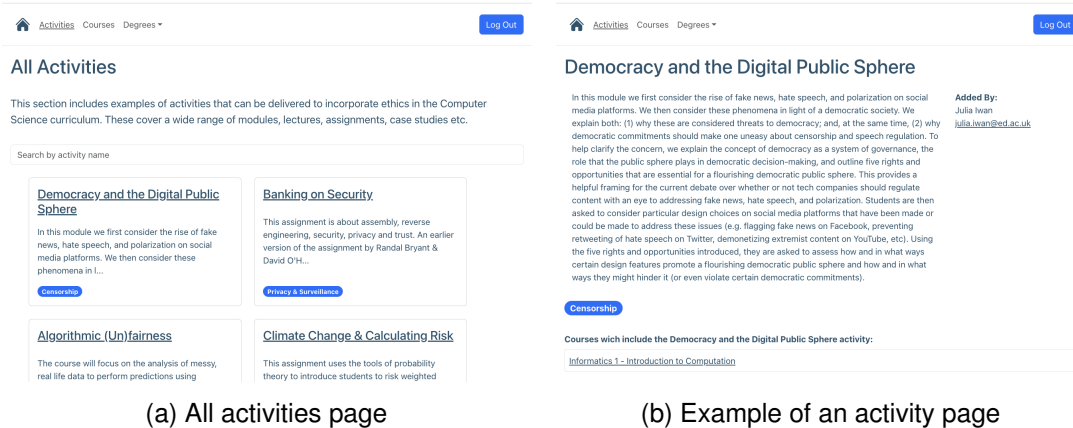 Activities Courses Degrees
Log Out
All Activities
This section includes examples of activities that can be delivered to incorporate ethics in the Computer
Science curriculum. These cover a wide range of modules, lectures, assignments, case studies etc.
Search by activity name
Democracy and the Digital Public
Sphere
In this module we first consider the rise of fake
news, hate speech, and polarization on social
media platforms. We then consider these
phenomena in l...
Censorship
Banking on Security
This assignment is about assembly, reverse
engineering, security, privacy and trust. An earlier
version of the assignment by Randal Bryant &
David O'H...
Privacy & Surveillance
Algorithmic (Un)fairness
The course will focus on the analysis of messy,
real life data to perform predictions using
Climate Change & Calculating Risk
This assignment uses the tools of probability
theory to introduce students to risk weighted
(a) All activities page
Activities Courses Degrees
Log Out
Democracy and the Digital Public Sphere
In this module we first consider the rise of fake news, hate speech, and polarization on social
media platforms. We then consider these phenomena in light of a democratic society. We
explain both: (1) why these are considered threats to democracy; and, at the same time, (2) why
democratic commitments should make one uneasy about censorship and speech regulation. To
help clarify the concern, we explain the concept of democracy as a system of governance, the
role that the public sphere plays in democratic decision-making, and outline five rights and
opportunities that are essential for a flourishing democratic public sphere. This provides a
helpful framing for the current debate over whether or not tech companies should regulate
content with an eye to addressing fake news, hate speech, and polarization. Students are then
asked to consider particular design choices on social media platforms that have been made or
could be made to address these issues (e.g. flagging fake news on Facebook, preventing
retweeting of hate speech on Twitter, demonetizing extremist content on YouTube, etc). Using
the five rights and opportunities introduced, they are asked to assess how and in what ways
certain design features promote a flourishing democratic public sphere and how and in what
ways they might hinder it (or even violate certain democratic commitments).
Added By:
Julia Iwan
julia.iwan@ed.ac.uk
Censorship
Courses wich include the Democracy and the Digital Public Sphere activity:
Informatics 1 - Introduction to Computation
(b) Example of an activity page